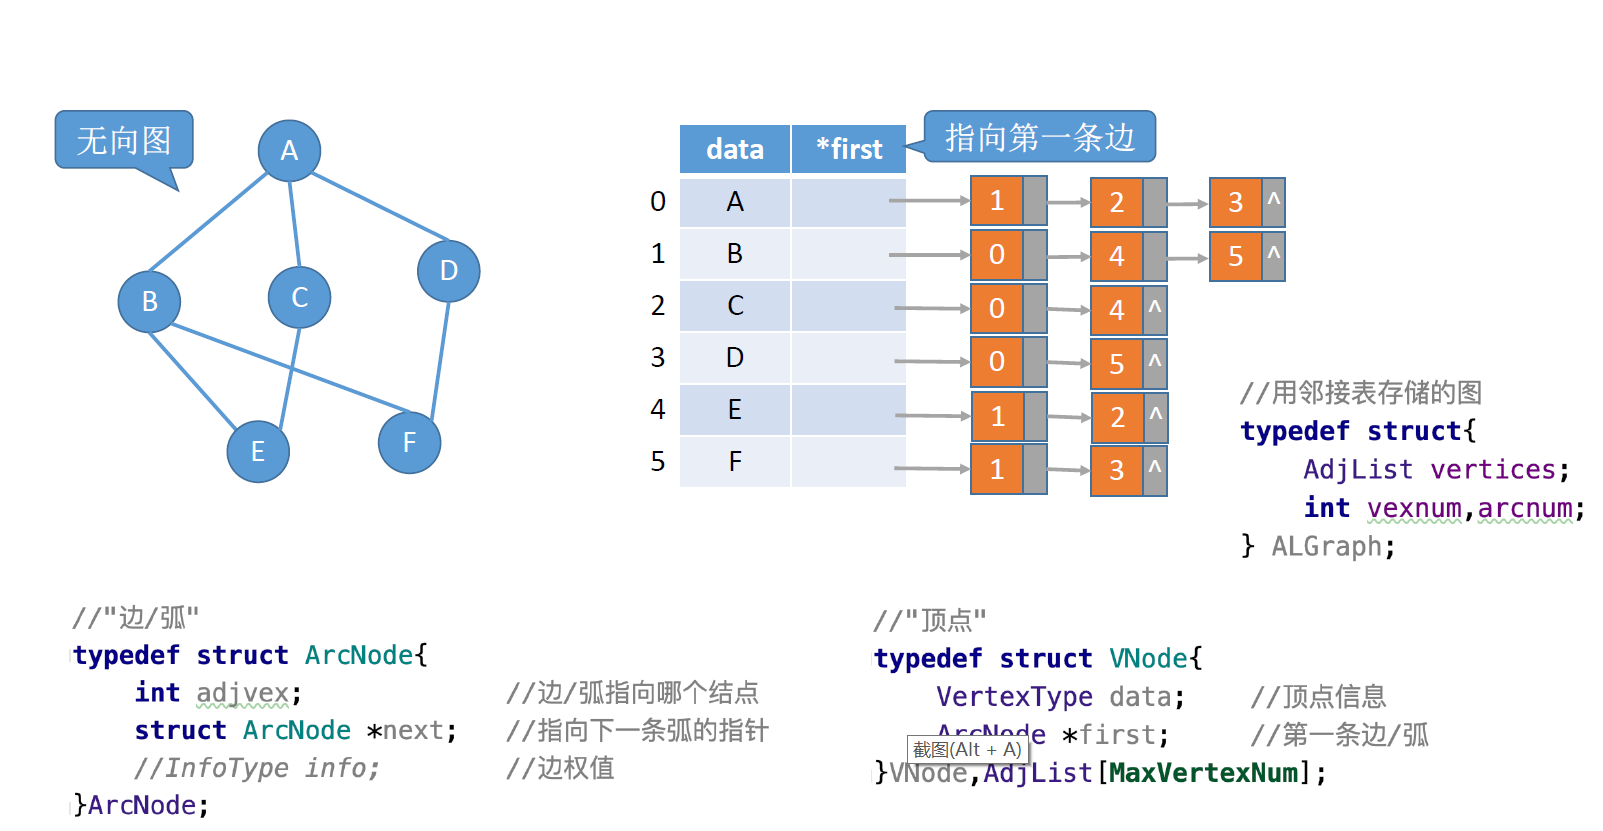 无向图
A
B
C
D
E
F
指向第一条边
data *first
0 A 1 2 3 ^
1 B 0 4 5 ^
2 C 0 4 ^
3 D 0 5 ^
4 E 1 2 ^
5 F 1 3 ^
//用邻接表存储的图
typedef struct{
AdjList vertices;
int vexnum,arcnum;
} ALGraph;
//"边/弧"
typedef struct ArcNode{
int adjvex; //边/弧指向哪个结点
struct ArcNode *next; //指向下一条弧的指针
//InfoType info; //边权值
}ArcNode;
//"顶点"
typedef struct VNode{
VertexType data; //顶点信息
ArcNode *first; //第一条边/弧
截图(Alt + A)
}VNode,AdjList[MaxVertexNum];